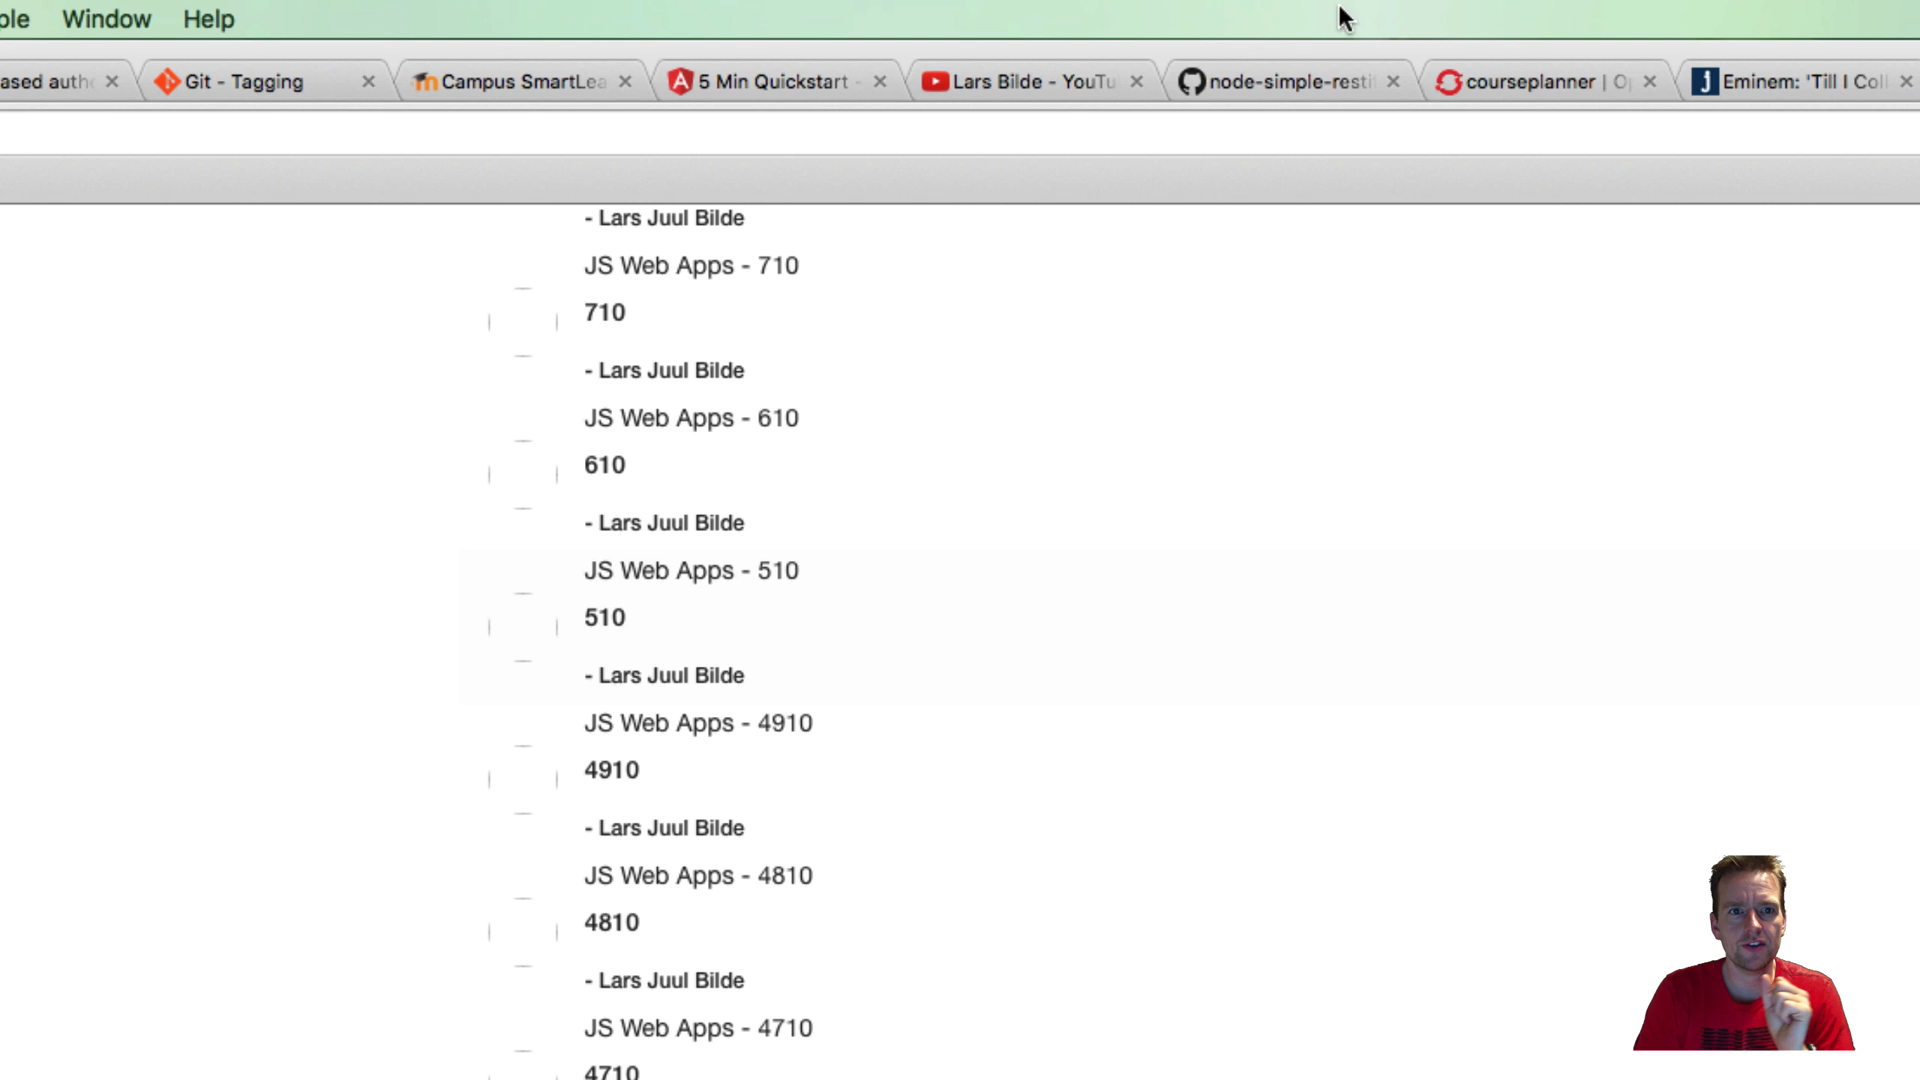 ple Window Help
ased auth Git - Tagging Campus SmartLea 5 Min Quickstart - Lars Bilde - YouTu node-simple-resti courseplanner | O Eminem: 'Till I Coll
- Lars Juul Bilde
JS Web Apps - 710
710
- Lars Juul Bilde
JS Web Apps - 610
610
- Lars Juul Bilde
JS Web Apps - 510
510
- Lars Juul Bilde
JS Web Apps - 4910
4910
- Lars Juul Bilde
JS Web Apps - 4810
4810
- Lars Juul Bilde
JS Web Apps - 4710
4710